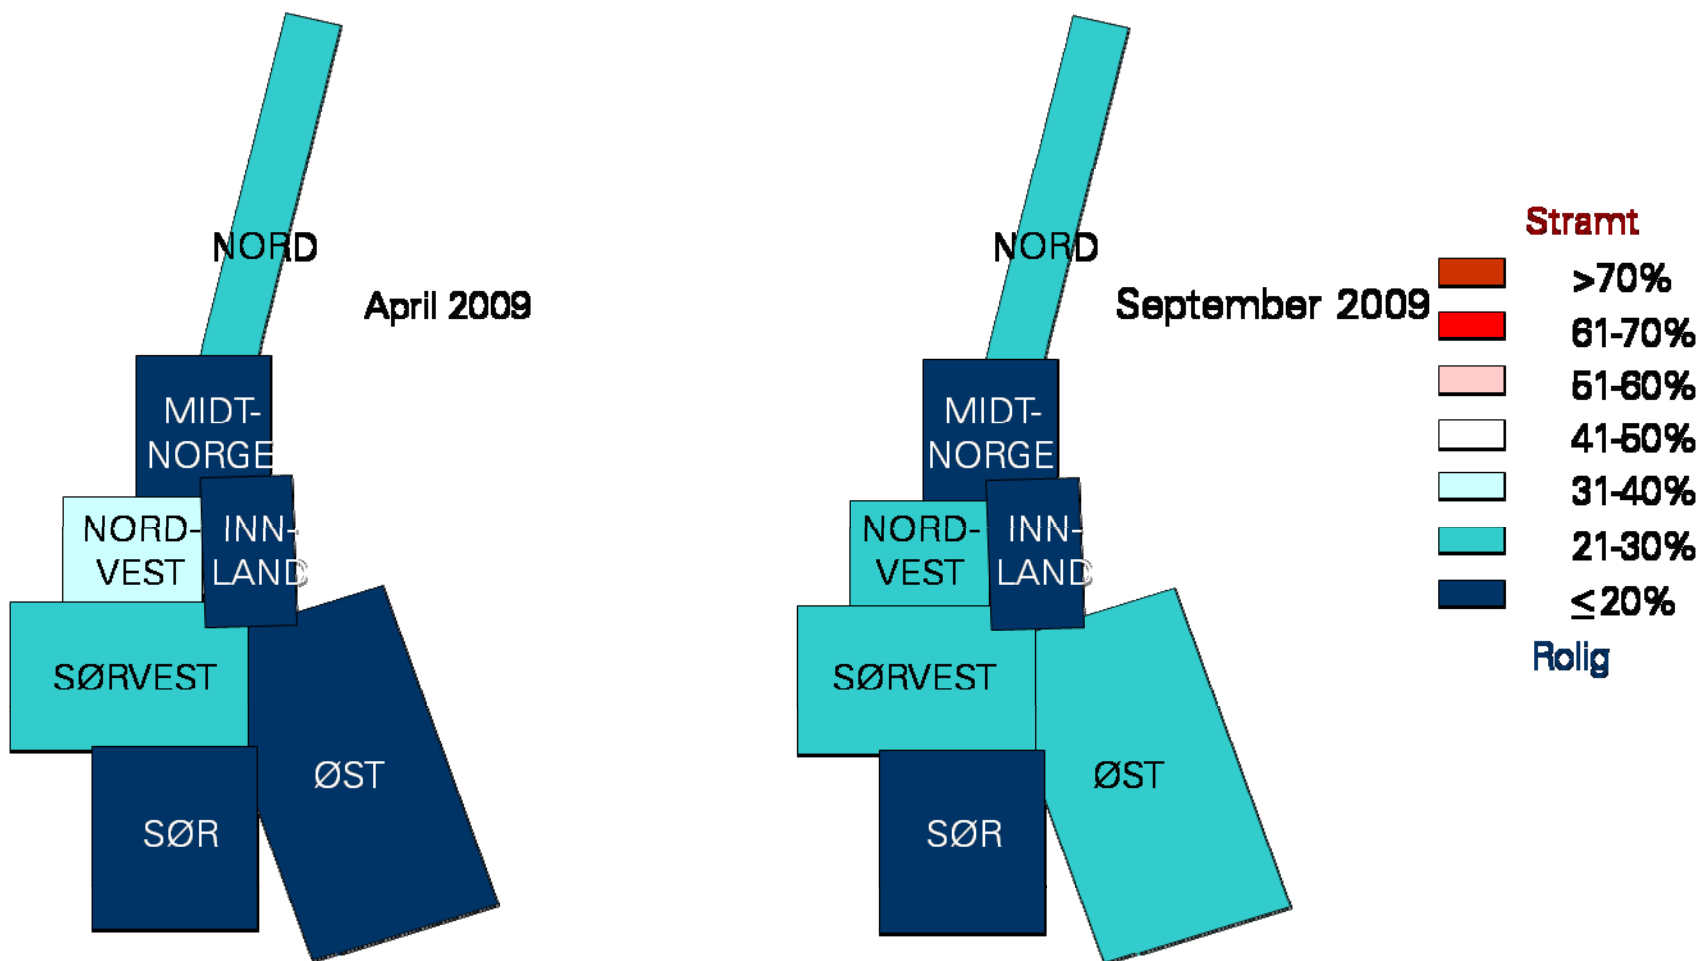 NORD
April 2009
MIDT-
NORGE
NORD-
VEST
INN-
LAND
SØRVEST
ØST
SØR
NORD
September 2009
MIDT-
NORGE
NORD-
VEST
INN-
LAND
SØRVEST
ØST
SØR
Stramt
>70%
61-70%
51-60%
41-50%
31-40%
21-30%
≤20%
Rolig